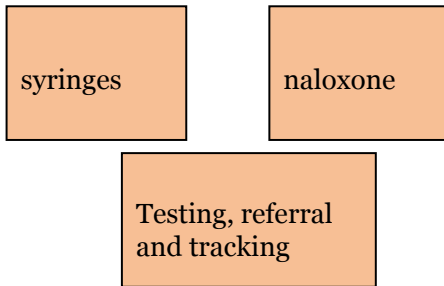 syringes
naloxone
Testing, referral
and tracking